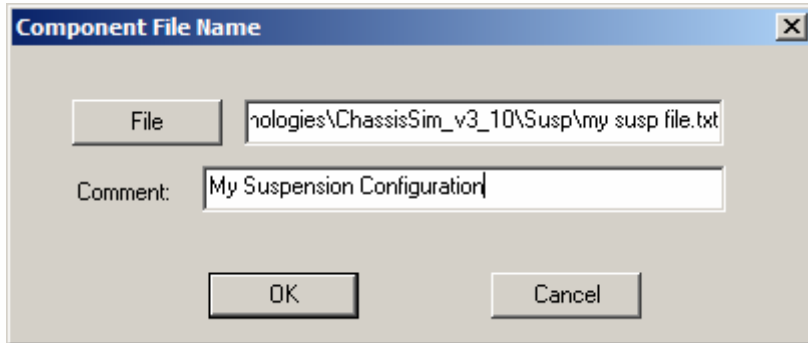 Component File Name
File
nologies\ChassisSim_v3_10\Susp\my susp file.txt
Comment:
My Suspension Configuration
OK
Cancel